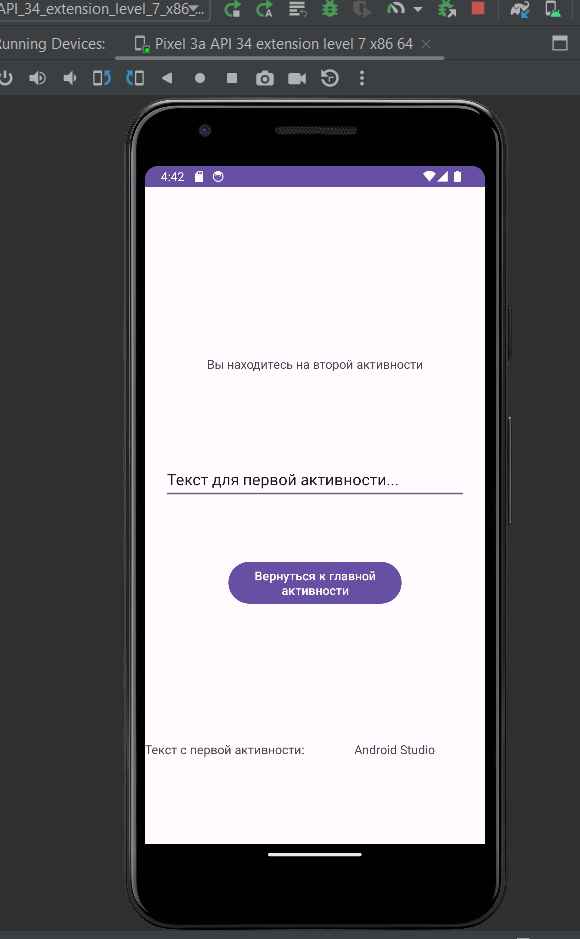 API_34_extension_level_7_x86_...
Running Devices:
Pixel 3a API 34 extension level 7 x86 64
4:42
Вы находитесь на второй активности
Текст для первой активности...
Вернуться к главной
активности
Текст с первой активности:
Android Studio